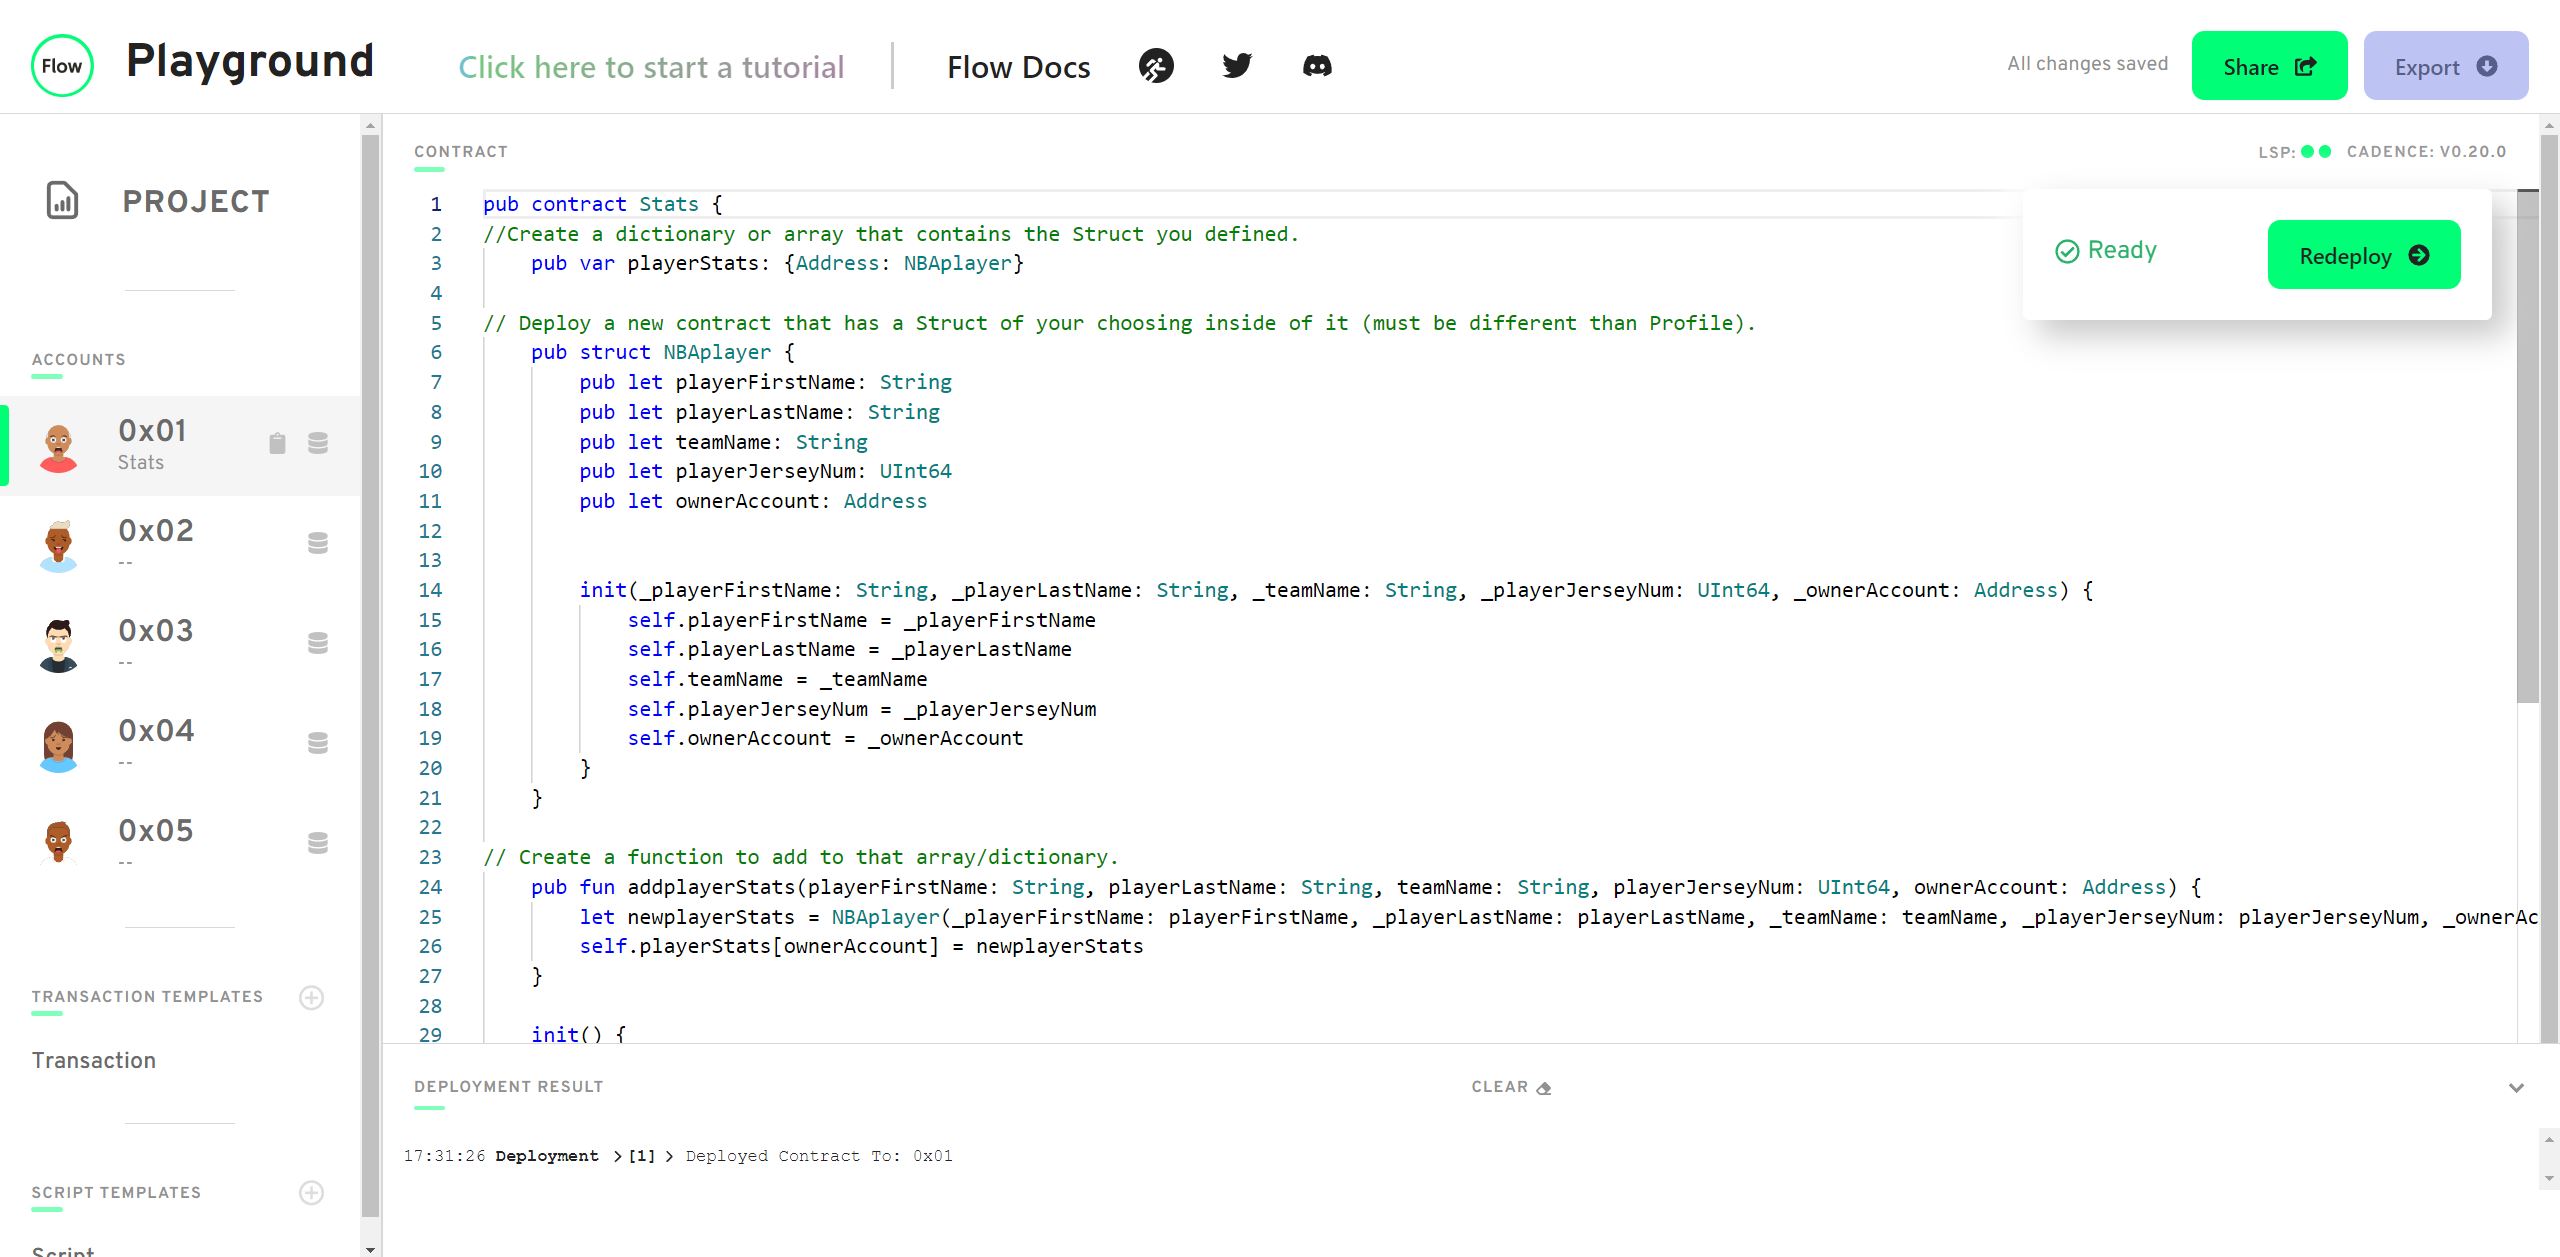 Flow
Playground
Click here to start a tutorial
Flow Docs
All changes saved
Share
Export
PROJECT
ACCOUNTS
0x01
Stats
0x02
--
0x03
--
0x04
--
0x05
--
TRANSACTION TEMPLATES
Transaction
SCRIPT TEMPLATES
Script
CONTRACT
LSP:
CADENCE: V0.20.0
Ready
Redeploy
1 pub contract Stats {
2 //Create a dictionary or array that contains the Struct you defined.
3     pub var playerStats: {Address: NBAplayer}
4
5 // Deploy a new contract that has a Struct of your choosing inside of it (must be different than Profile).
6     pub struct NBAplayer {
7         pub let playerFirstName: String
8         pub let playerLastName: String
9         pub let teamName: String
10         pub let playerJerseyNum: UInt64
11         pub let ownerAccount: Address
12
13
14         init(_playerFirstName: String, _playerLastName: String, _teamName: String, _playerJerseyNum: UInt64, _ownerAccount: Address) {
15             self.playerFirstName = _playerFirstName
16             self.playerLastName = _playerLastName
17             self.teamName = _teamName
18             self.playerJerseyNum = _playerJerseyNum
19             self.ownerAccount = _ownerAccount
20         }
21     }
22
23 // Create a function to add to that array/dictionary.
24     pub fun addplayerStats(playerFirstName: String, playerLastName: String, teamName: String, playerJerseyNum: UInt64, ownerAccount: Address) {
25         let newplayerStats = NBAplayer(_playerFirstName: playerFirstName, _playerLastName: playerLastName, _teamName: teamName, _playerJerseyNum: playerJerseyNum, _ownerAc
26         self.playerStats[ownerAccount] = newplayerStats
27     }
28
29     init() {
DEPLOYMENT RESULT
CLEAR
17:31:26 Deployment > [1] > Deployed Contract To: 0x01